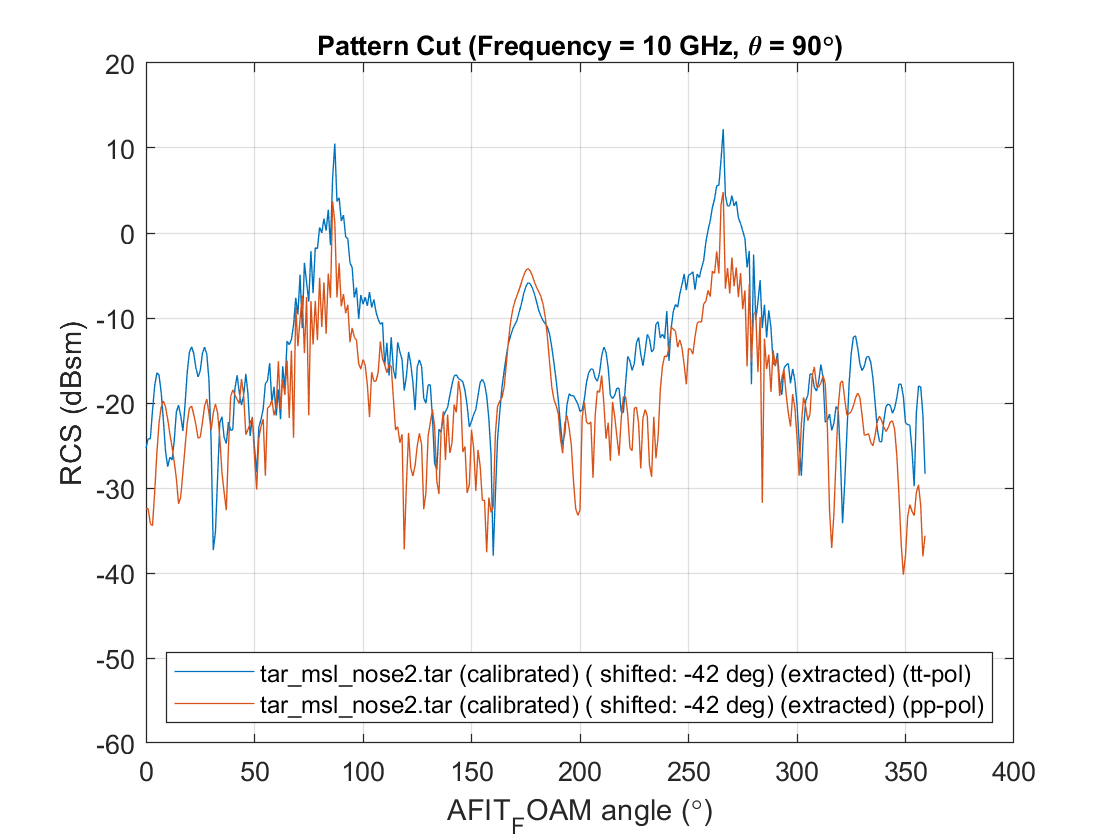 Pattern Cut (Frequency = 10 GHz, θ = 90°)
20
10
0
-10
-20
-30
-40
-50
-60
RCS (dBsm)
tar_msl_nose2.tar (calibrated) ( shifted: -42 deg) (extracted) (tt-pol)
tar_msl_nose2.tar (calibrated) ( shifted: -42 deg) (extracted) (pp-pol)
0 50 100 150 200 250 300 350 400
AFIT_FOAM angle (°)